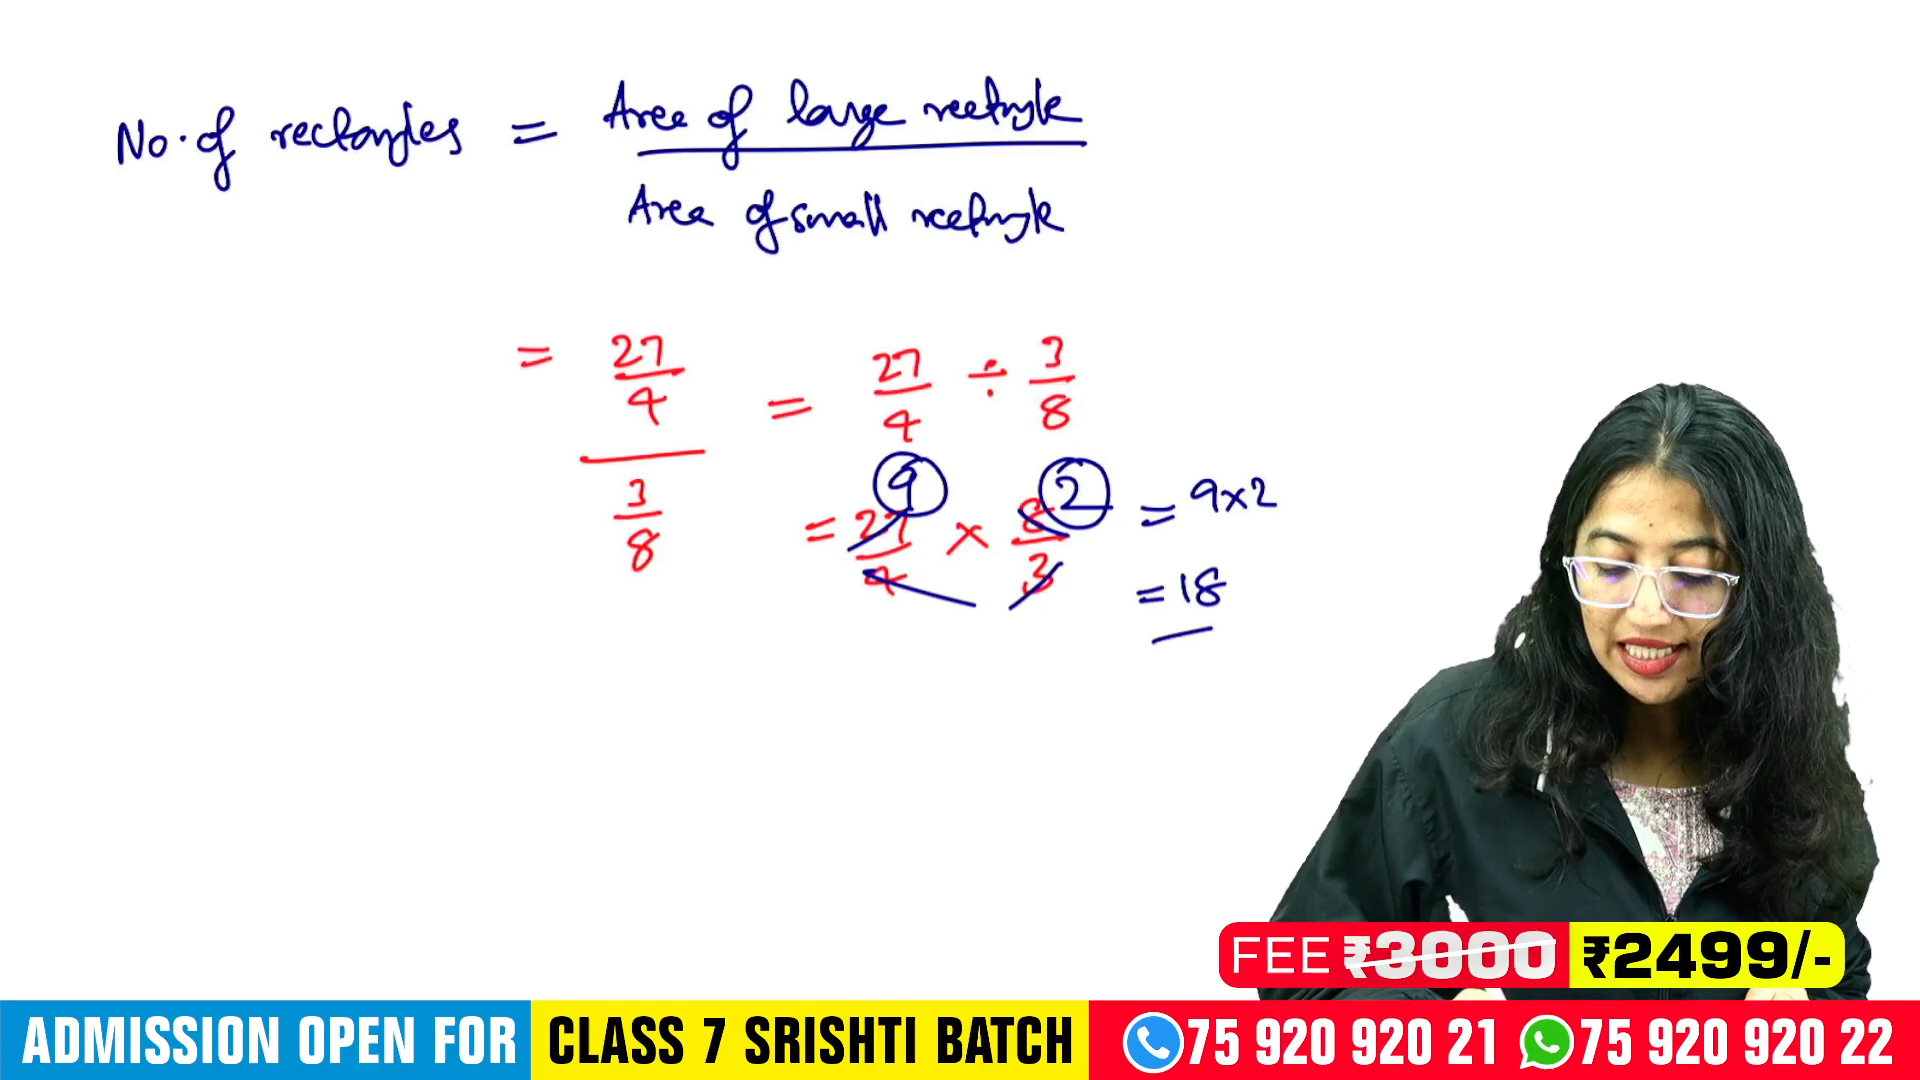 No. of rectangles = Area of large rectangle / Area of small rectangle
= 27/4 / 3/8 = 27/4 ÷ 3/8
9 2
= 27/4 × 8/3 = 9×2
= 18
FEE ₹3000 ₹2499/-
ADMISSION OPEN FOR CLASS 7 SRISHTI BATCH 75 920 920 21 75 920 920 22